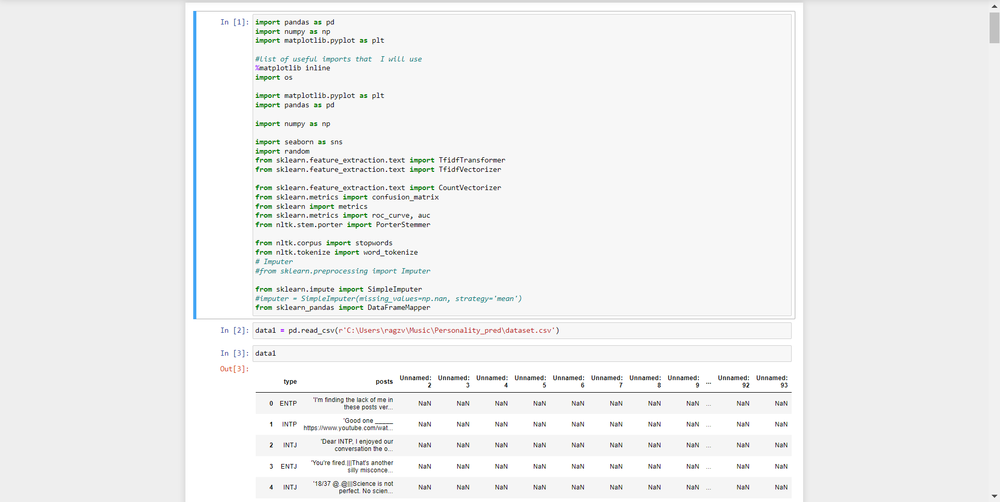 In [1]: import pandas as pd
import numpy as np
import matplotlib.pyplot as plt
#list of useful imports that  I will use
%matplotlib inline
import os
import matplotlib.pyplot as plt
import pandas as pd
import numpy as np
import seaborn as sns
import random
from sklearn.feature_extraction.text import TfidfTransformer
from sklearn.feature_extraction.text import TfidfVectorizer
from sklearn.feature_extraction.text import CountVectorizer
from sklearn.metrics import confusion_matrix
from sklearn import metrics
from sklearn.metrics import roc_curve, auc
from nltk.stem.porter import PorterStemmer
from nltk.corpus import stopwords
from nltk.tokenize import word_tokenize
# Imputer
#from sklearn.preprocessing import Imputer
from sklearn.impute import SimpleImputer
#imputer = SimpleImputer(missing_values=np.nan, strategy='mean')
from sklearn_pandas import DataFrameMapper
In [2]: data1 = pd.read_csv(r'C:\Users\ragzv\Music\Personality_pred\dataset.csv')
In [3]: data1
Out[3]:
type posts Unnamed: 2 Unnamed: 3 Unnamed: 4 Unnamed: 5 Unnamed: 6 Unnamed: 7 Unnamed: 8 Unnamed: 9 ... Unnamed: 92 Unnamed: 93
0 ENTP 'I'm finding the lack of me in these posts ver... NaN NaN NaN NaN NaN NaN NaN NaN ... NaN NaN
1 INTP 'Good one _____ https://www.youtube.com/wat... NaN NaN NaN NaN NaN NaN NaN NaN ... NaN NaN
2 INTJ 'Dear INTP, I enjoyed our conversation the o... NaN NaN NaN NaN NaN NaN NaN NaN ... NaN NaN
3 ENTJ 'You're fired.|||That's another silly misconce... NaN NaN NaN NaN NaN NaN NaN NaN ... NaN NaN
4 INTJ '18/37 @.@|||Science is not perfect. No scien... NaN NaN NaN NaN NaN NaN NaN NaN ... NaN NaN